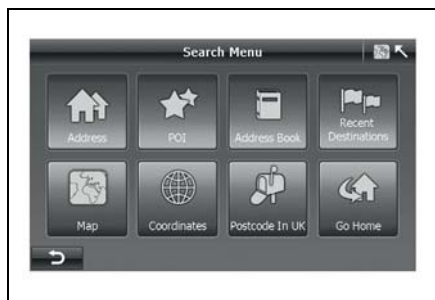 Search Menu
Address
POI
Address Book
Recent
Destinations
Map
Coordinates
Postcode In UK
Go Home